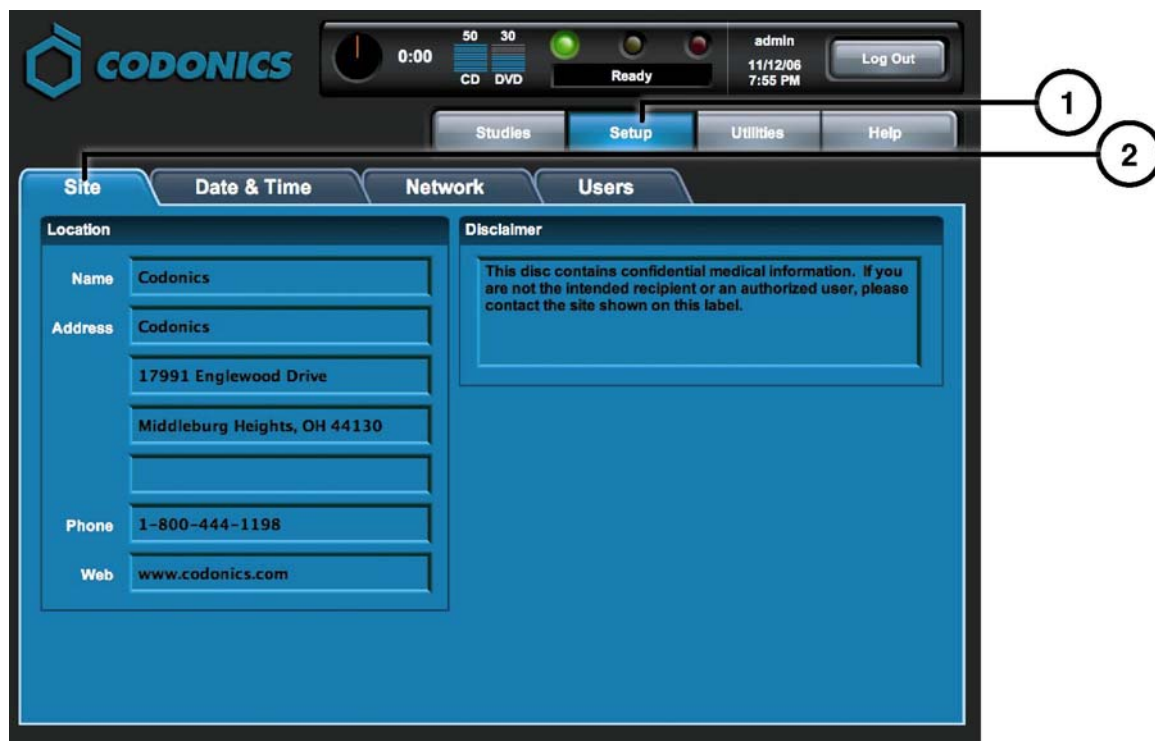 CODONICS
0:00
50 30
CD DVD
Ready
admin
11/12/06
7:55 PM
Log Out
1
Studies Setup Utilities Help
2
Site Date & Time Network Users
Location
Name Codonics
Address Codonics
17991 Englewood Drive
Middleburg Heights, OH 44130
Phone 1-800-444-1198
Web www.codonics.com
Disclaimer
This disc contains confidential medical information. If you
are not the intended recipient or an authorized user, please
contact the site shown on this label.